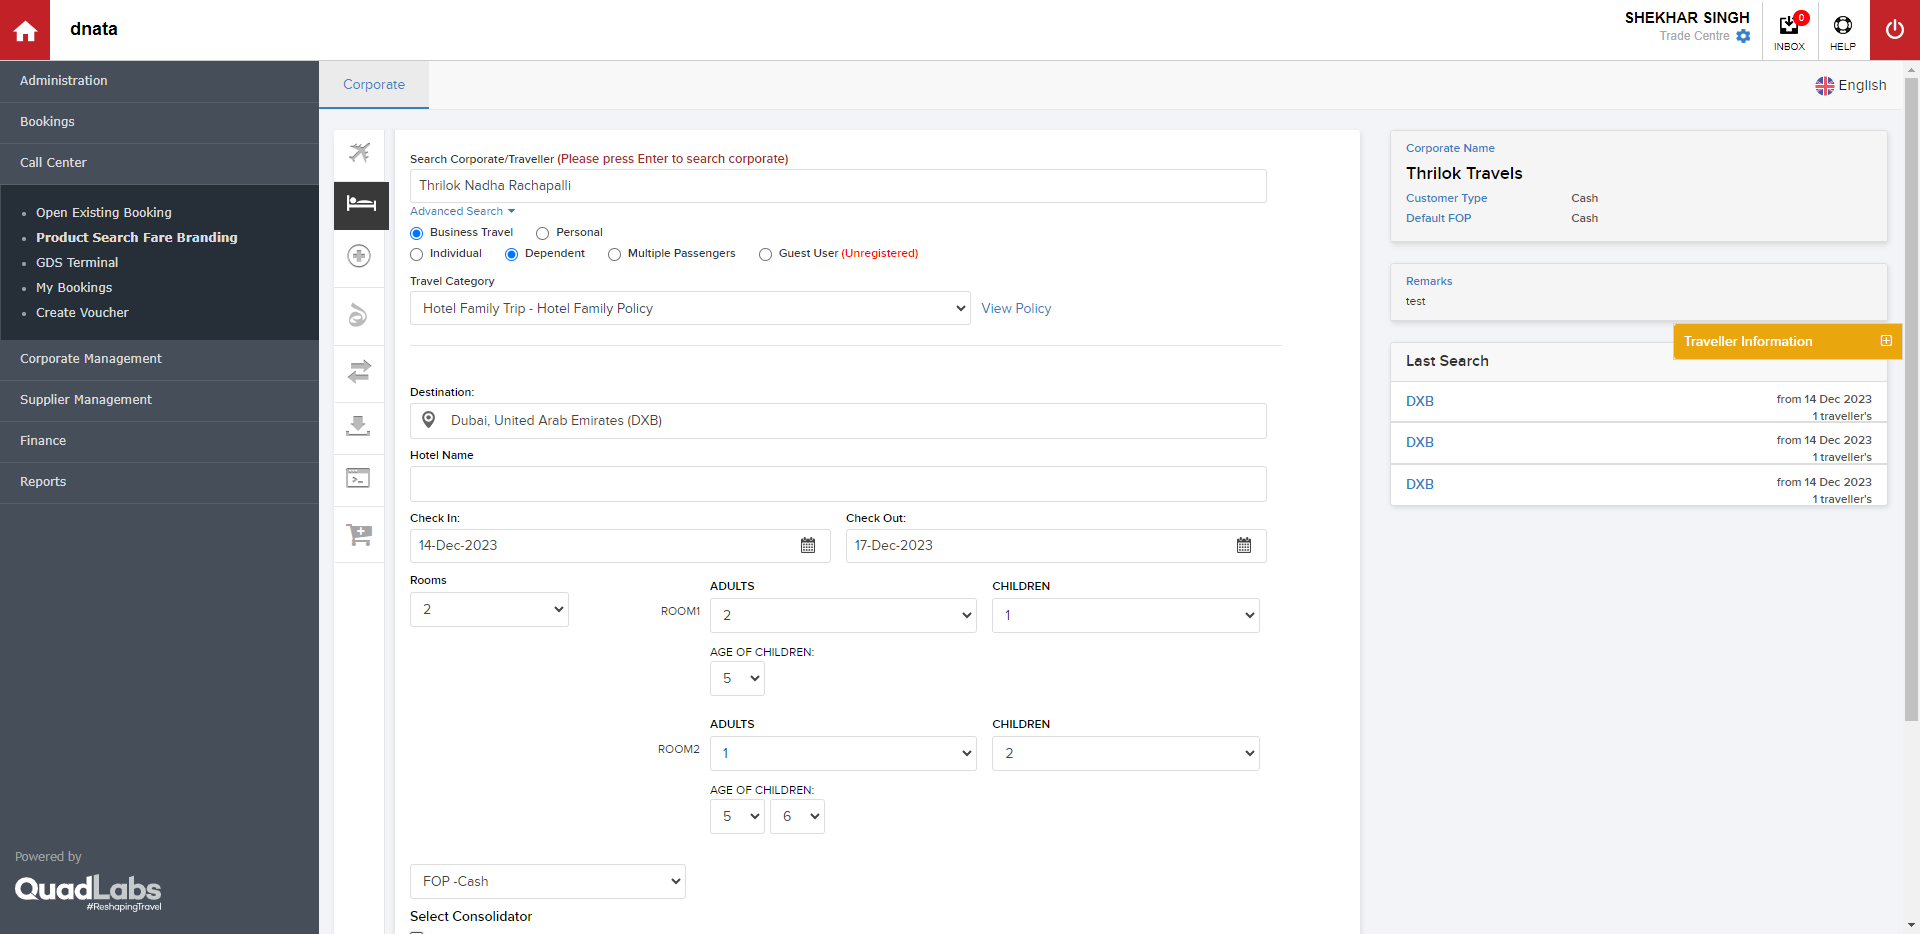 dnata
SHEKHAR SINGH
Trade Centre
0
INBOX
HELP
Administration
Bookings
Call Center
Open Existing Booking
Product Search Fare Branding
GDS Terminal
My Bookings
Create Voucher
Corporate Management
Supplier Management
Finance
Reports
Powered by
QuadLabs
#ReshapingTravel
Corporate
English
Search Corporate/Traveller (Please press Enter to search corporate)
Thrilok Nadha Rachapalli
Advanced Search
Business Travel Personal
Individual Dependent Multiple Passengers Guest User (Unregistered)
Travel Category
Hotel Family Trip - Hotel Family Policy View Policy
Destination:
Dubai, United Arab Emirates (DXB)
Hotel Name
Check In: Check Out:
14-Dec-2023 17-Dec-2023
Rooms ADULTS CHILDREN
2 ROOM1 2 1
AGE OF CHILDREN:
5
ADULTS CHILDREN
ROOM2 1 2
AGE OF CHILDREN:
5 6
FOP -Cash
Select Consolidator
Corporate Name
Thrilok Travels
Customer Type Cash
Default FOP Cash
Remarks
test
Traveller Information
Last Search
DXB from 14 Dec 2023
1 traveller's
DXB from 14 Dec 2023
1 traveller's
DXB from 14 Dec 2023
1 traveller's